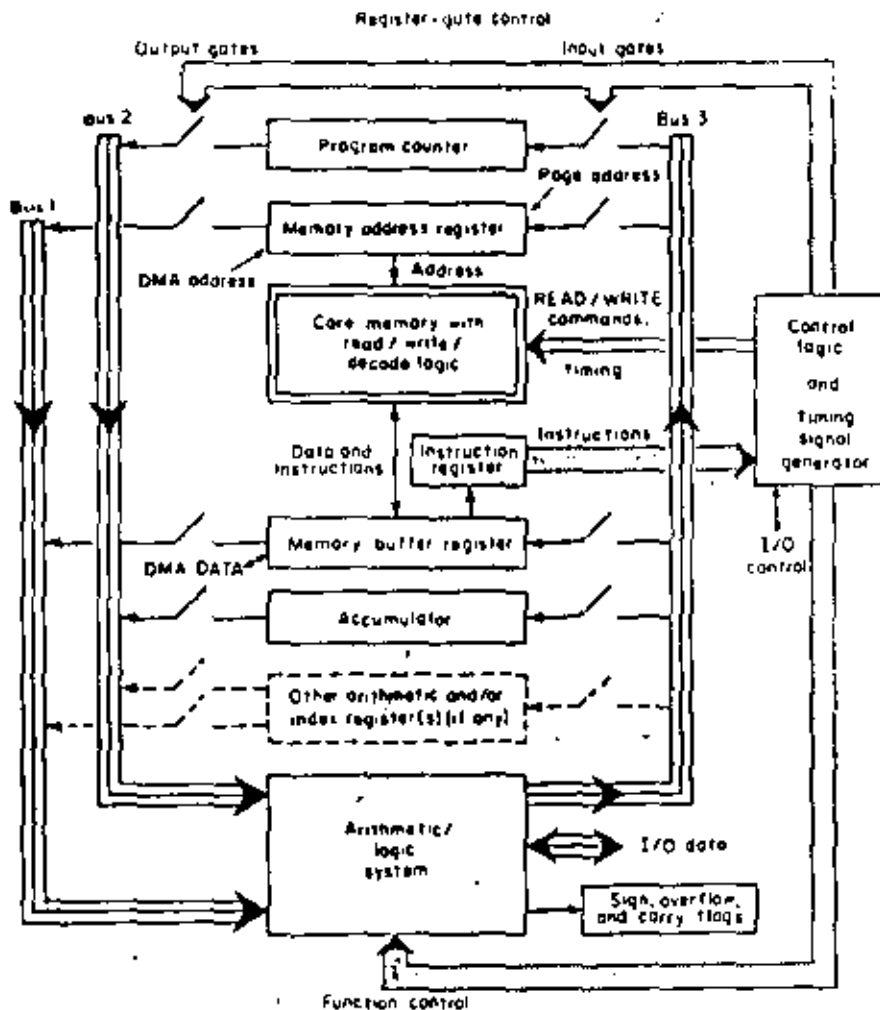 Register-gate control
Output gates
Input gates
Bus 2
Bus 3
Program counter
Page address
Bus 1
Memory address register
DMA address
Address
READ/WRITE
commands,
timing
Core memory with
read / write /
decode logic
Control
logic
and
timing
signal
generator
Data and
instructions
Instruction
register
Instructions
Memory buffer register
DMA DATA
I/O
control
Accumulator
Other arithmetic and/or
index register(s) (if any)
Arithmetic/
logic
system
I/O data
Sign, overflow,
and carry flags
Function control